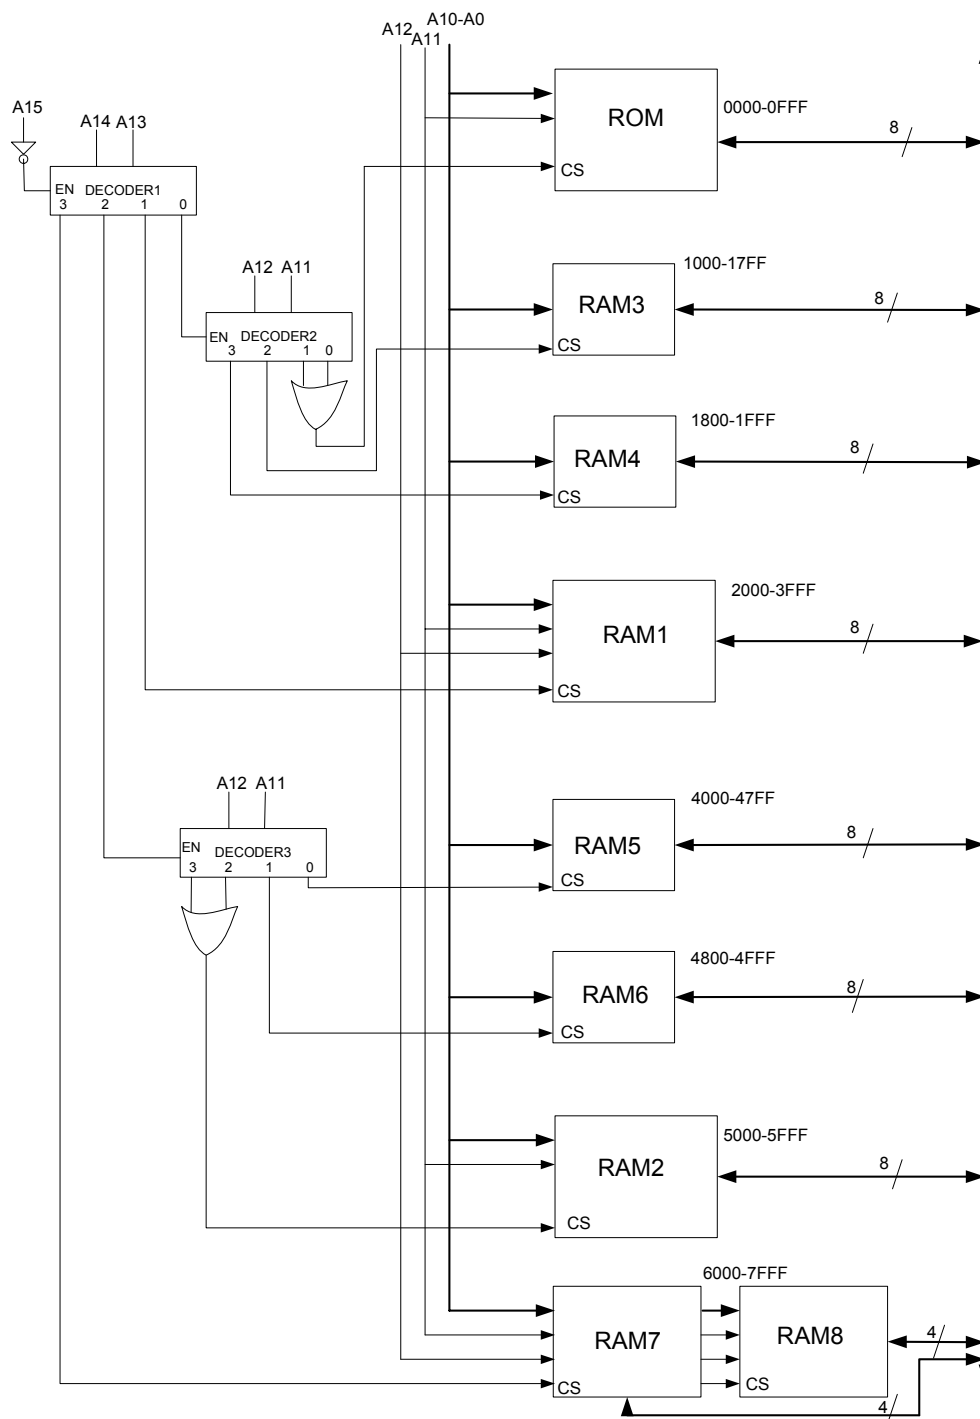 A10-A0
A12
A11
ROM
0000-0FFF
8
CS
A15
A14 A13
EN DECODER1
3 2 1 0
1000-17FF
RAM3
8
CS
A12 A11
EN DECODER2
3 2 1 0
1800-1FFF
RAM4
8
CS
2000-3FFF
RAM1
8
CS
A12 A11
EN DECODER3
3 2 1 0
4000-47FF
RAM5
8
CS
4800-4FFF
RAM6
8
CS
5000-5FFF
RAM2
8
CS
6000-7FFF
RAM7
CS
RAM8
CS
4
4